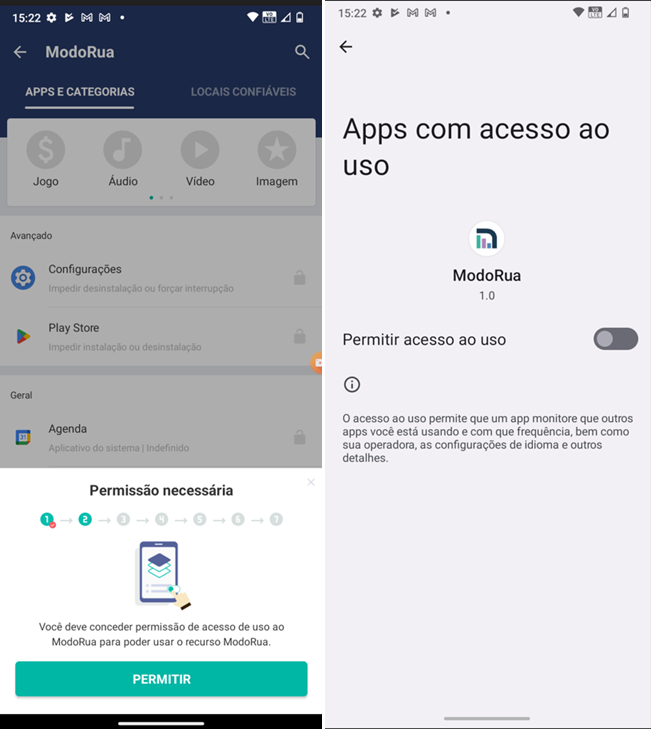 15:22
VO
LTE
ModoRua
APPS E CATEGORIAS
LOCAIS CONFIÁVEIS
Jogo
Áudio
Vídeo
Imagem
Avançado
Configurações
Impedir desinstalação ou forçar interrupção
Play Store
Impedir instalação ou desinstalação
Geral
31
Agenda
Aplicativo do sistema | Indefinido
Permissão necessária
1 2 3 4 5 6 7
Você deve conceder permissão de acesso de uso ao
ModoRua para poder usar o recurso ModoRua.
PERMITIR
15:22
VO
LTE
Apps com acesso ao
uso
ModoRua
1.0
Permitir acesso ao uso
O acesso ao uso permite que um app monitore que outros
apps você está usando e com que frequência, bem como
sua operadora, as configurações de idioma e outros
detalhes.